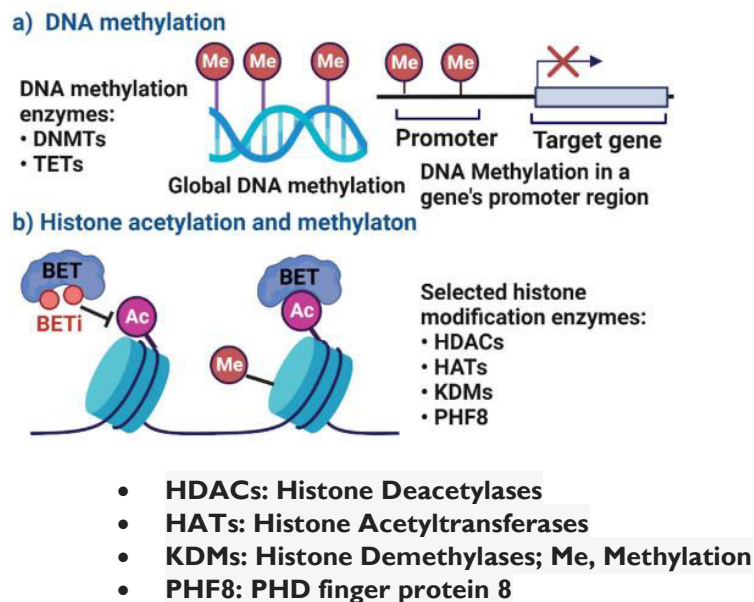 a) DNA methylation
DNA methylation
enzymes:
• DNMTs
• TETs
Me
Me
Me
Global DNA methylation
Me
Me
Promoter
Target gene
DNA Methylation in a
gene's promoter region
b) Histone acetylation and methylaton
BET
BETi
Ac
BET
Ac
Me
Selected histone
modification enzymes:
• HDACs
• HATs
• KDMs
• PHF8
• HDACs: Histone Deacetylases
• HATs: Histone Acetyltransferases
• KDMs: Histone Demethylases; Me, Methylation
• PHF8: PHD finger protein 8